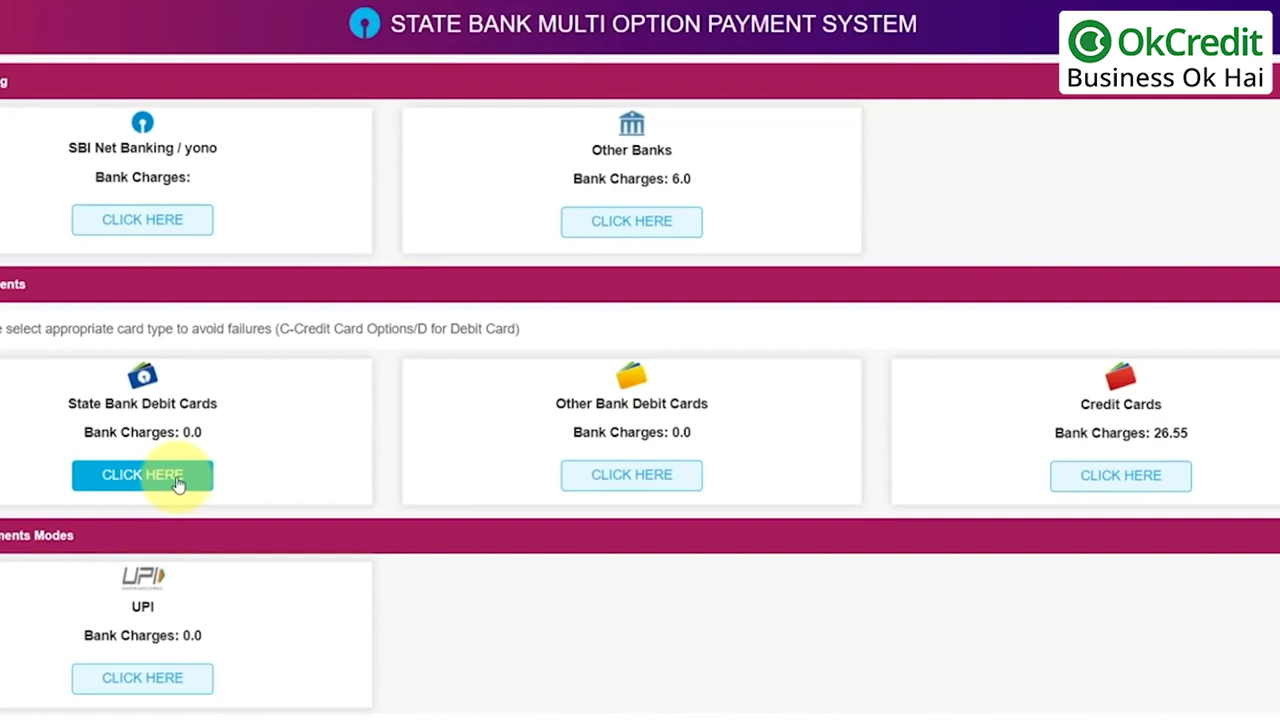 STATE BANK MULTI OPTION PAYMENT SYSTEM
OkCredit
Business Ok Hai
SBI Net Banking / yono
Bank Charges:
CLICK HERE
Other Banks
Bank Charges: 6.0
CLICK HERE
select appropriate card type to avoid failures (C-Credit Card Options/D for Debit Card)
State Bank Debit Cards
Bank Charges: 0.0
CLICK HERE
Other Bank Debit Cards
Bank Charges: 0.0
CLICK HERE
Credit Cards
Bank Charges: 26.55
CLICK HERE
Modes
UPI
UPI
Bank Charges: 0.0
CLICK HERE